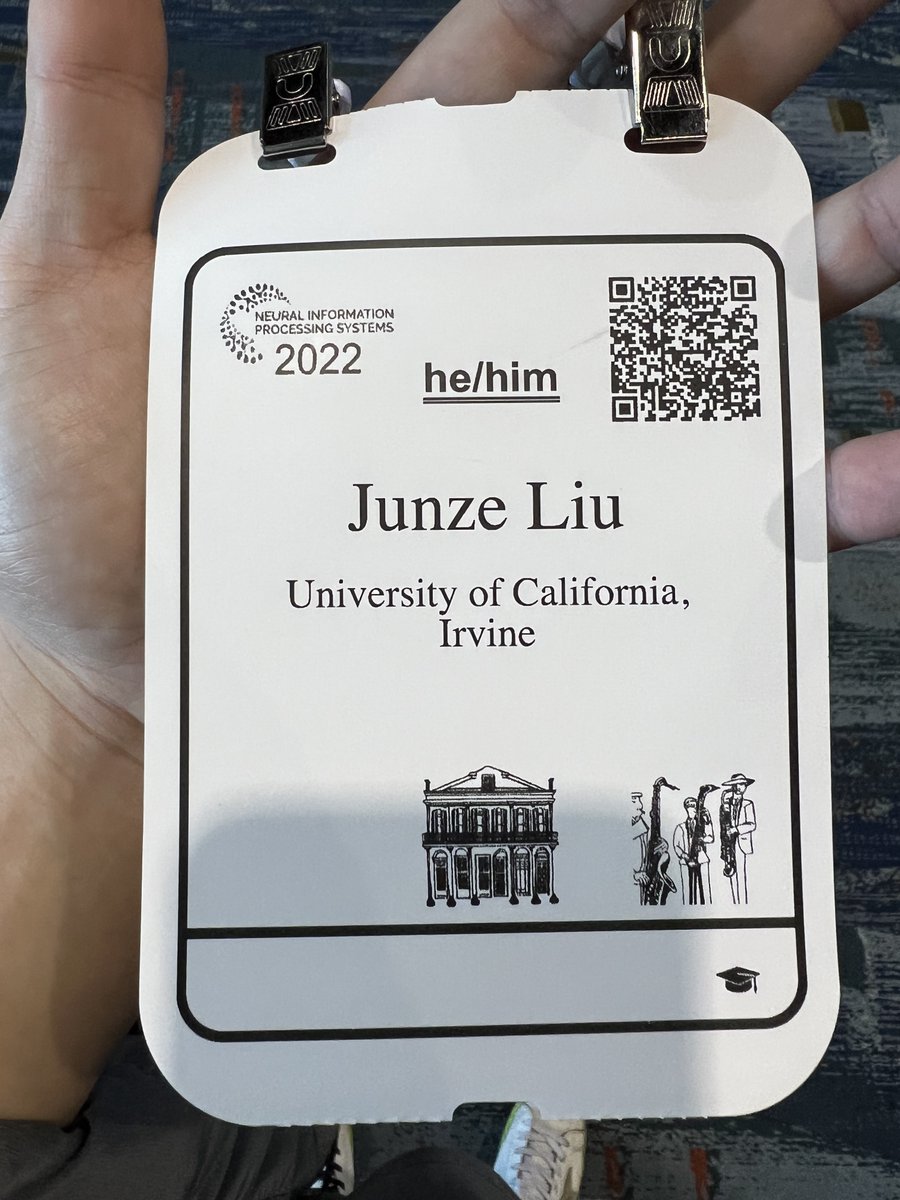 NEURAL INFORMATION
PROCESSING SYSTEMS
2022
he/him
Junze Liu
University of California,
Irvine